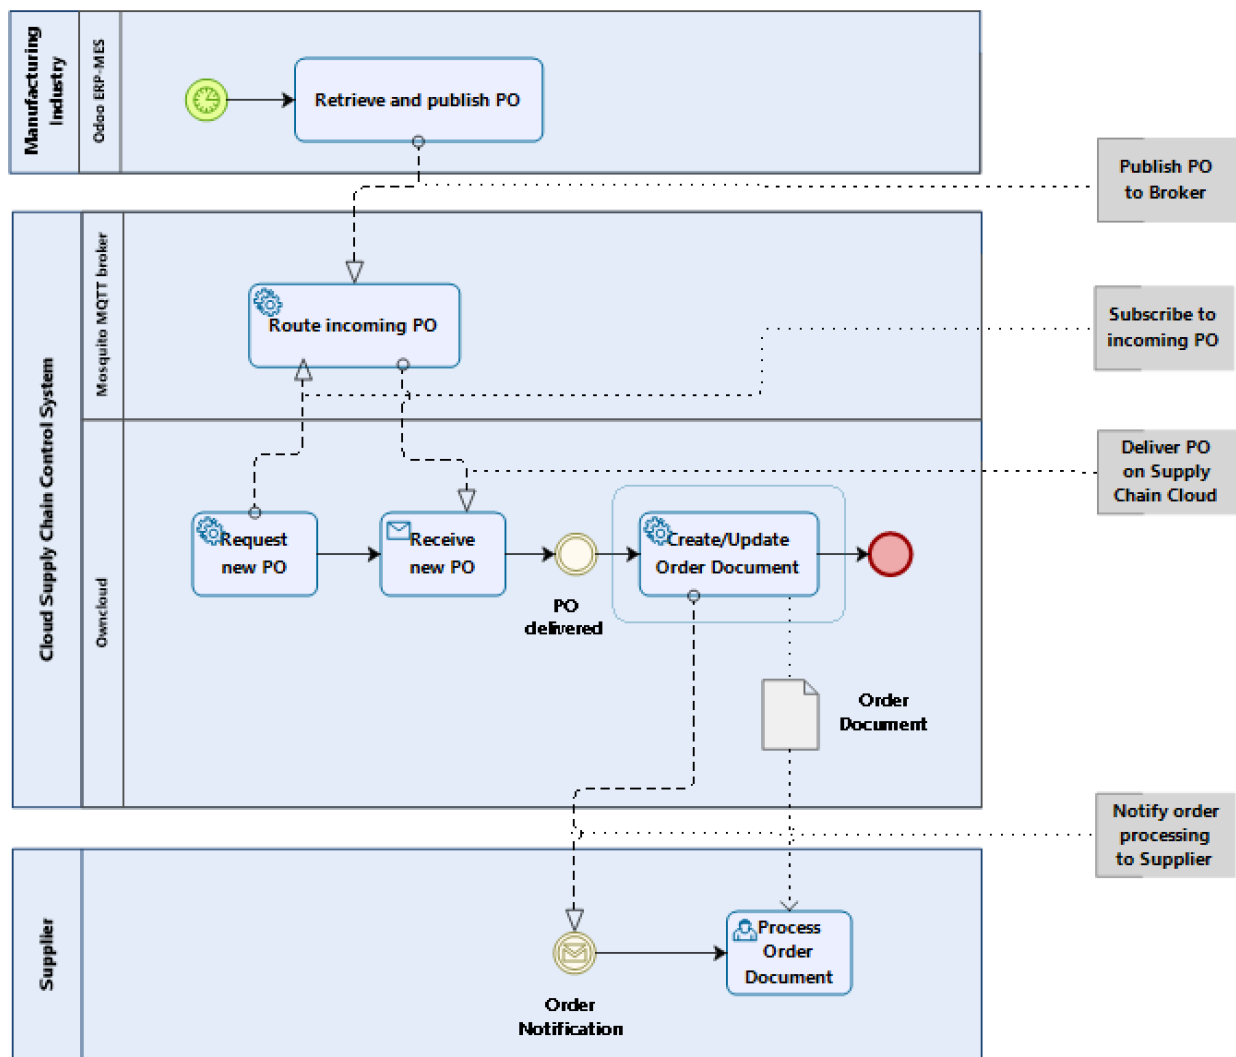 Manufacturing
Industry
Odoo ERP-MES
Retrieve and publish PO
Publish PO
to Broker
Cloud Supply Chain Control System
Mosquito MQTT broker
Route incoming PO
Subscribe to
incoming PO
Owncloud
Request
new PO
Receive
new PO
PO
delivered
Create/Update
Order Document
Deliver PO
on Supply
Chain Cloud
Order
Document
Notify order
processing
to Supplier
Supplier
Order
Notification
Process
Order
Document